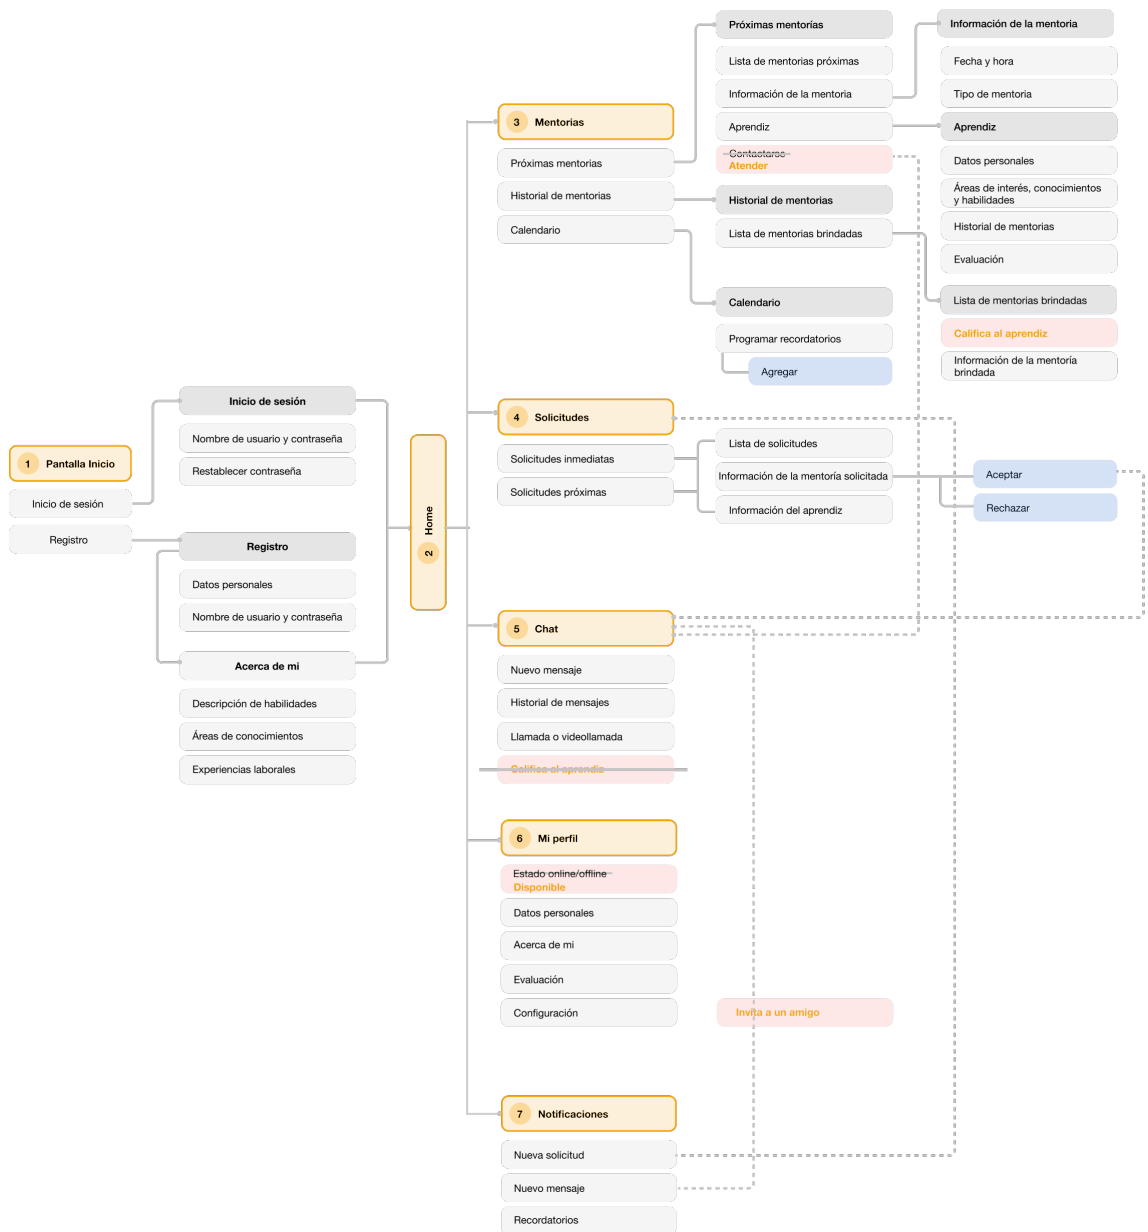 1 Pantalla Inicio
Inicio de sesión
Registro
Inicio de sesión
Nombre de usuario y contraseña
Restablecer contraseña
Registro
Datos personales
Nombre de usuario y contraseña
Acerca de mi
Descripción de habilidades
Áreas de conocimientos
Experiencias laborales
2 Home
3 Mentorias
Próximas mentorias
Historial de mentorias
Calendario
Próximas mentorías
Lista de mentorias próximas
Información de la mentoria
Aprendiz
Contactarse
Atender
Historial de mentorias
Lista de mentorias brindadas
Calendario
Programar recordatorios
Agregar
Información de la mentoria
Fecha y hora
Tipo de mentoria
Aprendiz
Datos personales
Áreas de interés, conocimientos
y habilidades
Historial de mentorias
Evaluación
Lista de mentorias brindadas
Califica al aprendiz
Información de la mentoría
brindada
4 Solicitudes
Solicitudes inmediatas
Solicitudes próximas
Lista de solicitudes
Información de la mentoría solicitada
Información del aprendiz
Aceptar
Rechazar
5 Chat
Nuevo mensaje
Historial de mensajes
Llamada o videollamada
Califica al aprendiz
6 Mi perfil
Estado online/offline
Disponible
Datos personales
Acerca de mi
Evaluación
Configuración
Invita a un amigo
7 Notificaciones
Nueva solicitud
Nuevo mensaje
Recordatorios